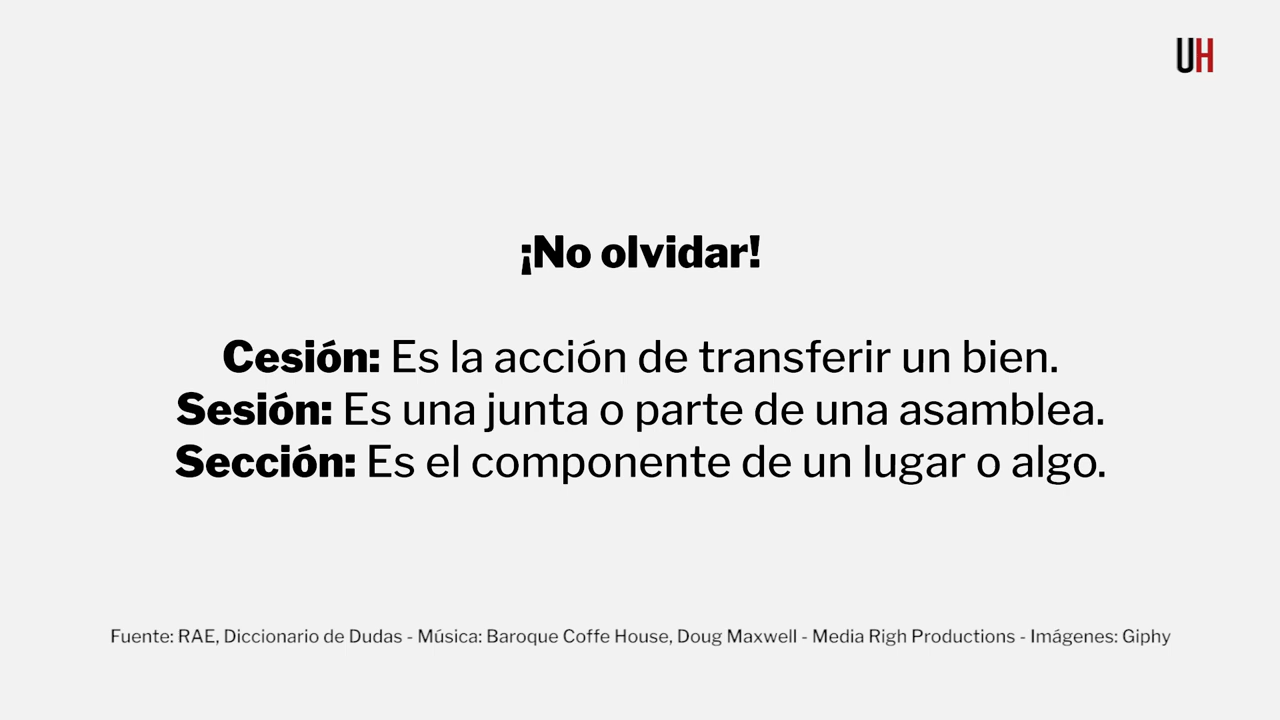 UH
¡No olvidar!
Cesión: Es la acción de transferir un bien.
Sesión: Es una junta o parte de una asamblea.
Sección: Es el componente de un lugar o algo.
Fuente: RAE, Diccionario de Dudas - Música: Baroque Coffe House, Doug Maxwell - Media Righ Productions - Imágenes: Giphy